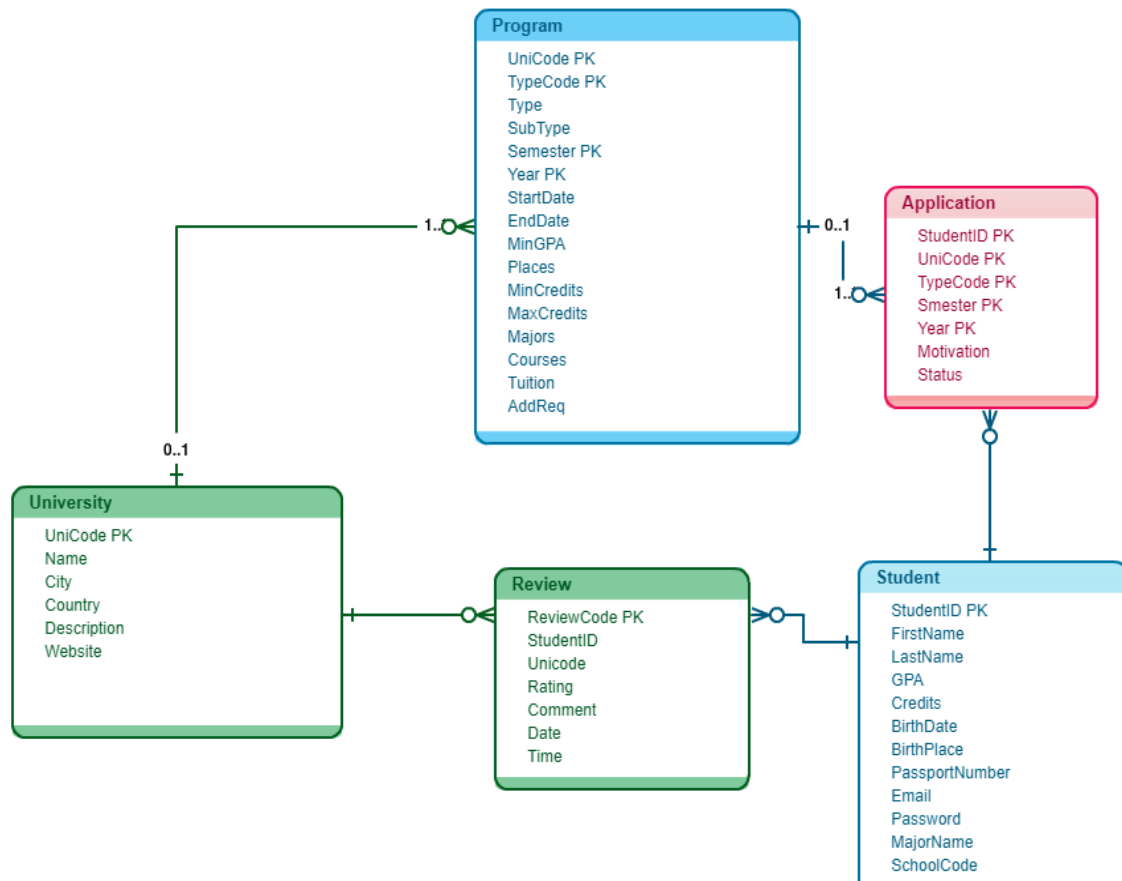 Program
UniCode PK
TypeCode PK
Type
SubType
Semester PK
Year PK
StartDate
EndDate
MinGPA
Places
MinCredits
MaxCredits
Majors
Courses
Tuition
AddReq
1..
0..1
0..1
1..
Application
StudentID PK
UniCode PK
TypeCode PK
Smester PK
Year PK
Motivation
Status
University
UniCode PK
Name
City
Country
Description
Website
Review
ReviewCode PK
StudentID
Unicode
Rating
Comment
Date
Time
Student
StudentID PK
FirstName
LastName
GPA
Credits
BirthDate
BirthPlace
PassportNumber
Email
Password
MajorName
SchoolCode